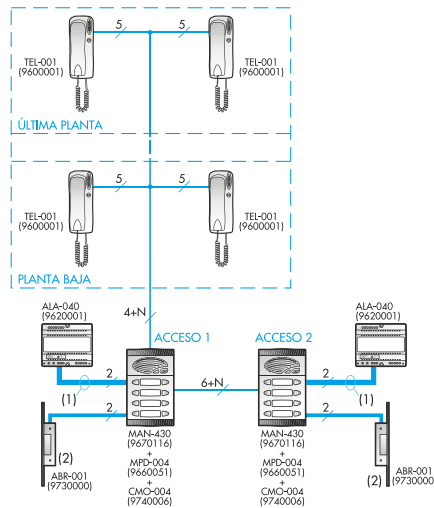 5
5
TEL-001
(9600001)
TEL-001
(9600001)
ÚLTIMA PLANTA
5
5
TEL-001
(9600001)
TEL-001
(9600001)
PLANTA BAJA
4+N
ALA-040
(9620001)
ACCESO 1
ACCESO 2
ALA-040
(9620001)
2
6+N
2
(1)
(1)
2
2
(2)
ABR-001
(9730000)
MAN-430
(9670116)
+
MPD-004
(9660051)
+
CMO-004
(9740006)
MAN-430
(9670116)
+
MPD-004
(9660051)
+
CMO-004
(9740006)
(2)
ABR-001
(9730000